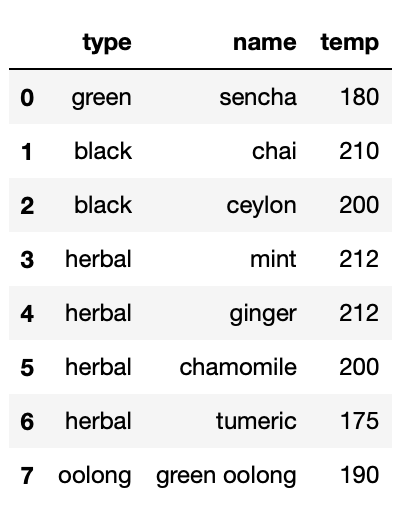 type name temp
0 green sencha 180
1 black chai 210
2 black ceylon 200
3 herbal mint 212
4 herbal ginger 212
5 herbal chamomile 200
6 herbal tumeric 175
7 oolong green oolong 190